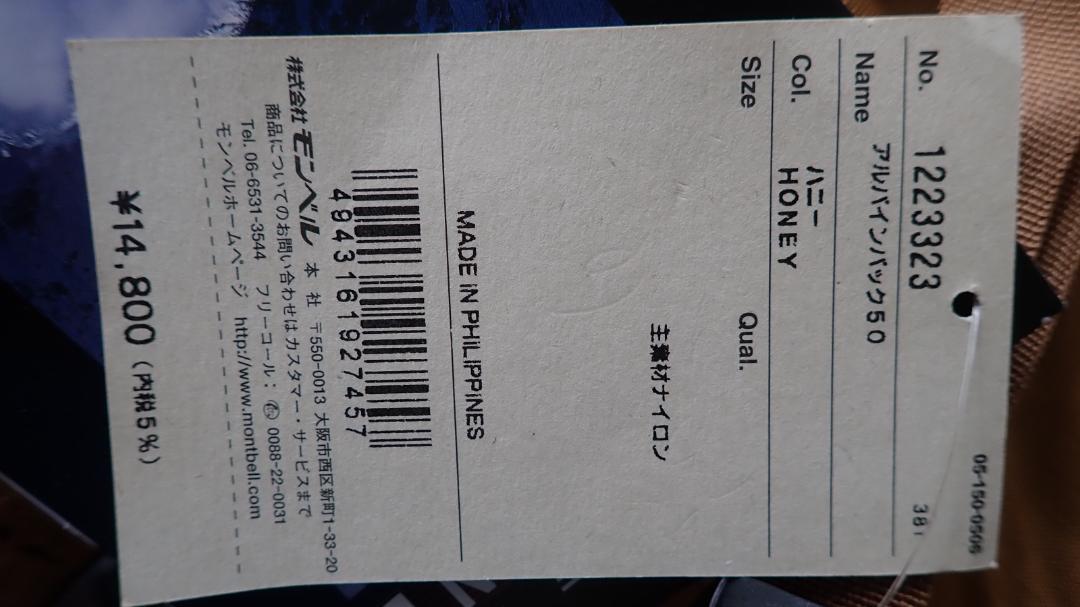 05-150-0506
No. 1223323 381
Name アルパインパック50
Col. ハニー
HONEY
Size Qual.
主素材ナイロン
MADE IN PHILIPPINES
4943161927457
株式会社 モンベル 本 社 〒550-0013 大阪市西区新町1-33-20
商品についてのお問い合わせはカスタマー・サービスまで
Tel. 06-6531-3544 フリーコール： 0088-22-0031
モンベルホームページ http://www.montbell.com
¥14,800 (内税5%)